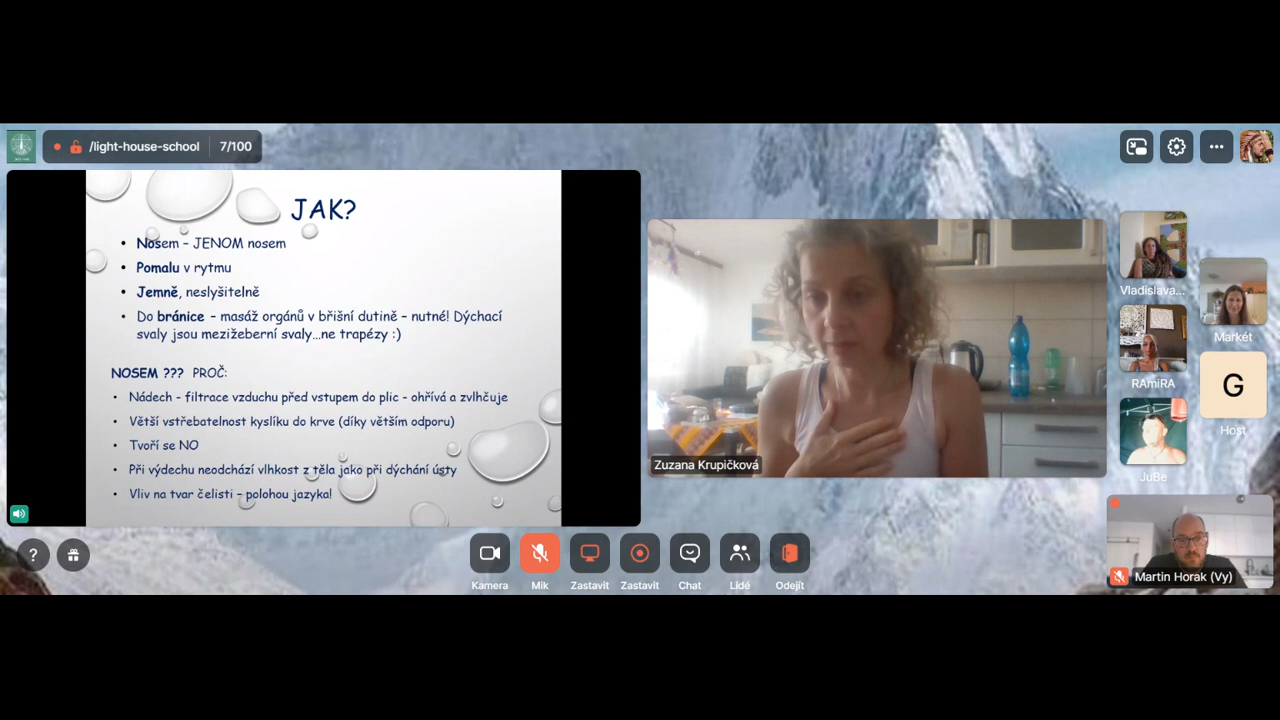 /light-house-school 7/100
JAK?
• Nosem – JENOM nosem
• Pomalu v rytmu
• Jemně, neslyšitelně
• Do bránice – masáž orgánů v břišní dutině – nutné! Dýchací
svaly jsou mezižeberní svaly…ne trapézy :)
NOSEM ??? PROČ:
• Nádech - filtrace vzduchu před vstupem do plic - ohřívá a zvlhčuje
• Větší vstřebatelnost kyslíku do krve (díky větším odporu)
• Tvoří se NO
• Při výdechu neodchází vlhkost z těla jako při dýchání ústy
• Vliv na tvar čelisti – polohou jazyka!
Zuzana Krupičková
Vladislava...
Markét
RAmiRA
G
Host
JuBe
Martin Horak (Vy)
?
Kamera
Mik
Zastavit
Zastavit
Chat
Lidé
Odejít